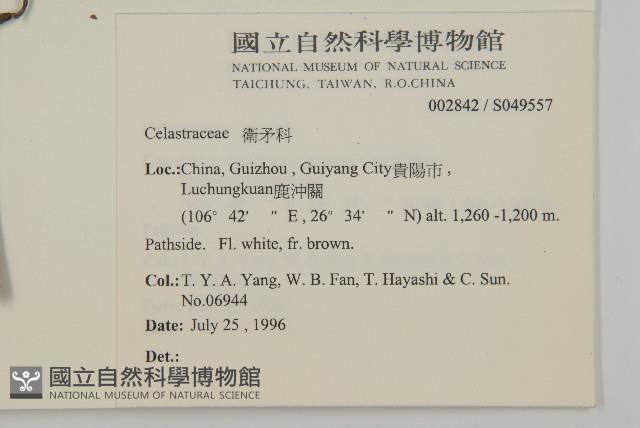 國立自然科學博物館
NATIONAL MUSEUM OF NATURAL SCIENCE
TAICHUNG, TAIWAN, R.O.CHINA
002842 / S049557
Celastraceae 衛矛科
Loc.:China, Guizhou , Guiyang City貴陽市 ,
Luchungkuan鹿沖關
(106° 42' " E , 26° 34' " N) alt. 1,260 -1,200 m.
Pathside. Fl. white, fr. brown.
Col.: T. Y. A. Yang, W. B. Fan, T. Hayashi & C. Sun.
No.06944
Date: July 25 , 1996
Det.:
國立自然科學博物館
NATIONAL MUSEUM OF NATURAL SCIENCE